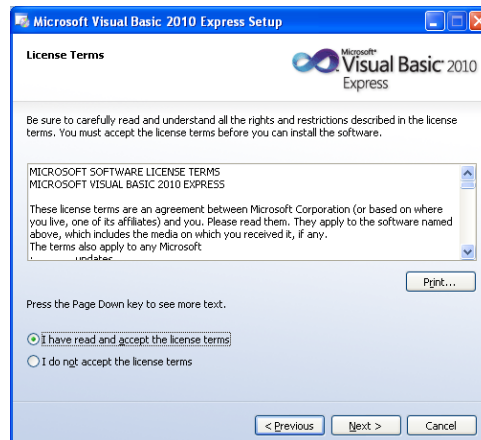 Microsoft Visual Basic 2010 Express Setup
License Terms
Microsoft®
Visual Basic® 2010
Express
Be sure to carefully read and understand all the rights and restrictions described in the license
terms. You must accept the license terms before you can install the software.
MICROSOFT SOFTWARE LICENSE TERMS
MICROSOFT VISUAL BASIC 2010 EXPRESS
These license terms are an agreement between Microsoft Corporation (or based on where
you live, one of its affiliates) and you. Please read them. They apply to the software named
above, which includes the media on which you received it, if any.
The terms also apply to any Microsoft
updates
Print...
Press the Page Down key to see more text.
I have read and accept the license terms
I do not accept the license terms
< Previous
Next >
Cancel